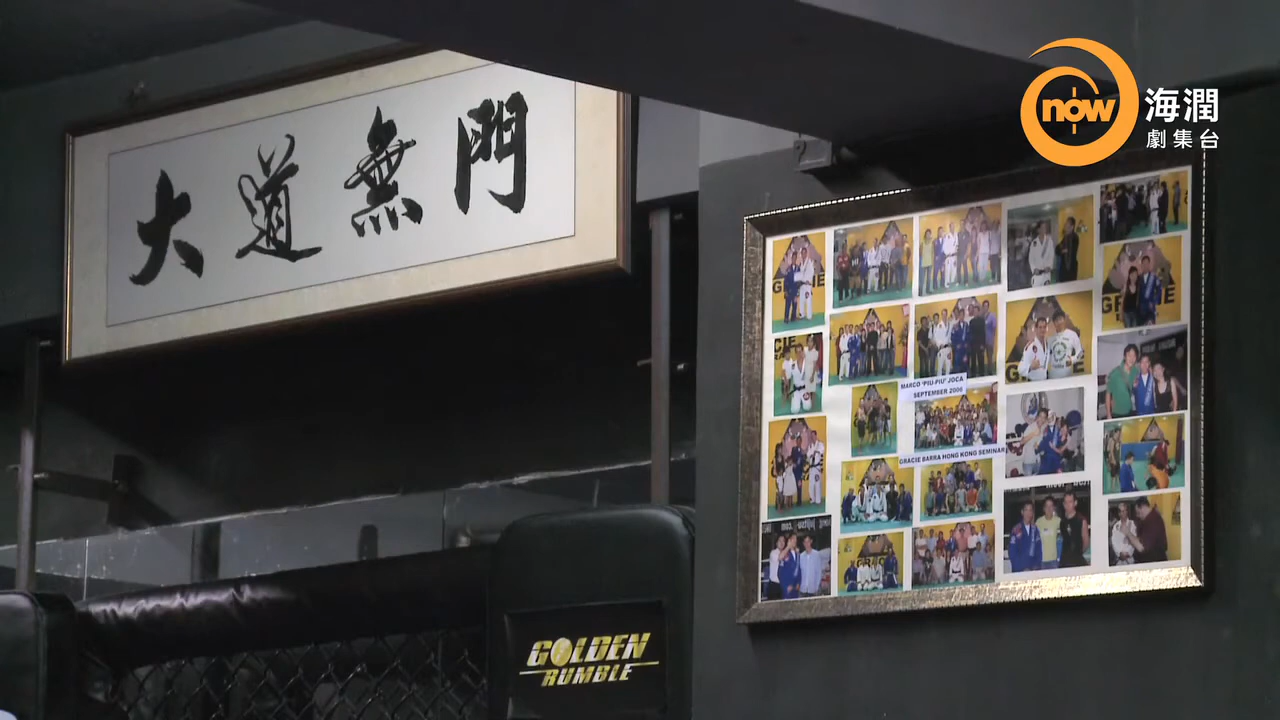 大道無門
now 海潤
劇集台
MARCO 'PIU-PIU' JOCA
SEPTEMBER 2006
GRACIE BARRA HONG KONG SEMINAR
GOLDEN
RUMBLE